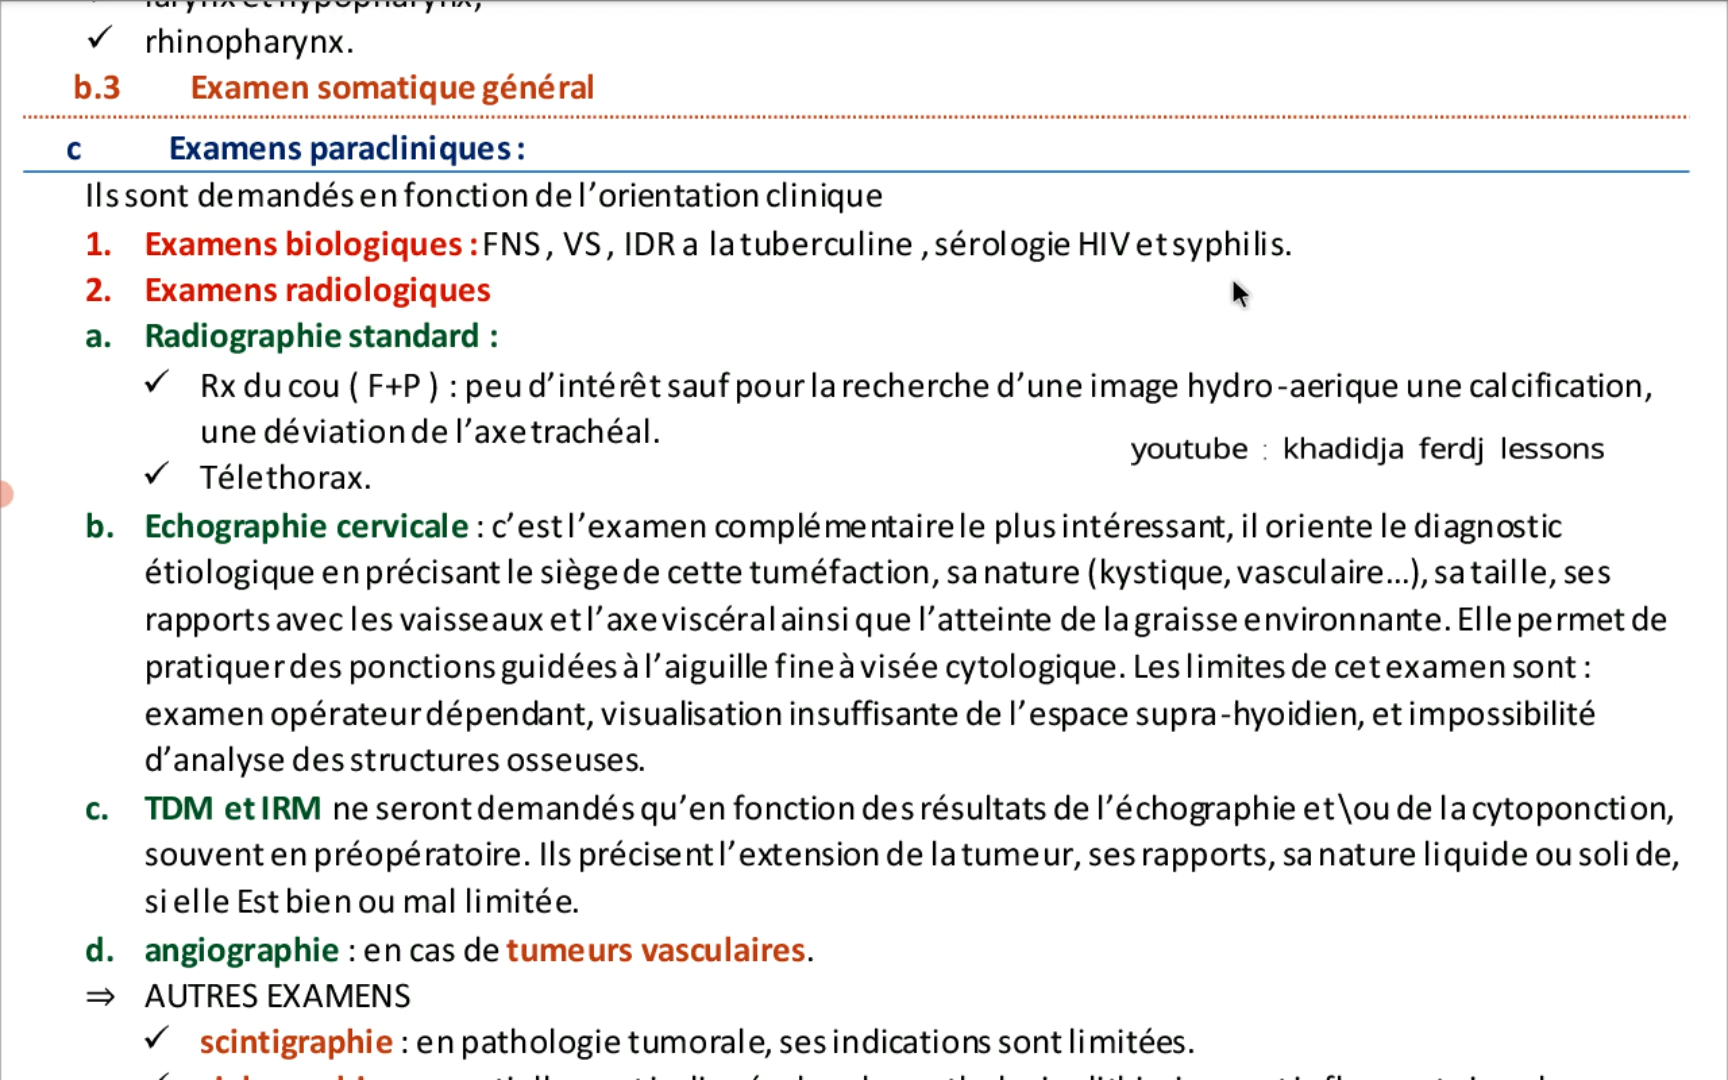 larynx et hypopharynx,
✓ rhinopharynx.
b.3 Examen somatique général
c Examens paracliniques :
Ils sont demandés en fonction de l’orientation clinique
1. Examens biologiques : FNS , VS , IDR a la tuberculine , sérologie HIV et syphilis.
2. Examens radiologiques
a. Radiographie standard :
✓ Rx du cou ( F+P ) : peu d’intérêt sauf pour la recherche d’une image hydro-aerique une calcification,
une déviation de l’axe trachéal.
youtube : khadidja ferdj lessons
✓ Téle thorax.
b. Echographie cervicale : c’est l’examen complémentaire le plus intéressant, il oriente le diagnostic
étiologique en précisant le siège de cette tuméfaction, sa nature (kystique, vasculaire...), sa taille, ses
rapports avec les vaisseaux et l’axe viscéral ainsi que l’atteinte de la graisse environnante. Elle permet de
pratiquer des ponctions guidées à l’aiguille fine à visée cytologique. Les limites de cet examen sont :
examen opérateur dépendant, visualisation insuffisante de l’espace supra-hyoidien, et impossibilité
d’analyse des structures osseuses.
c. TDM et IRM ne seront demandés qu’en fonction des résultats de l’échographie et\ou de la cytoponction,
souvent en préopératoire. Ils précisent l’extension de la tumeur, ses rapports, sa nature liquide ou solide,
si elle Est bien ou mal limitée.
d. angiographie : en cas de tumeurs vasculaires.
⇒ AUTRES EXAMENS
✓ scintigraphie : en pathologie tumorale, ses indications sont limitées.